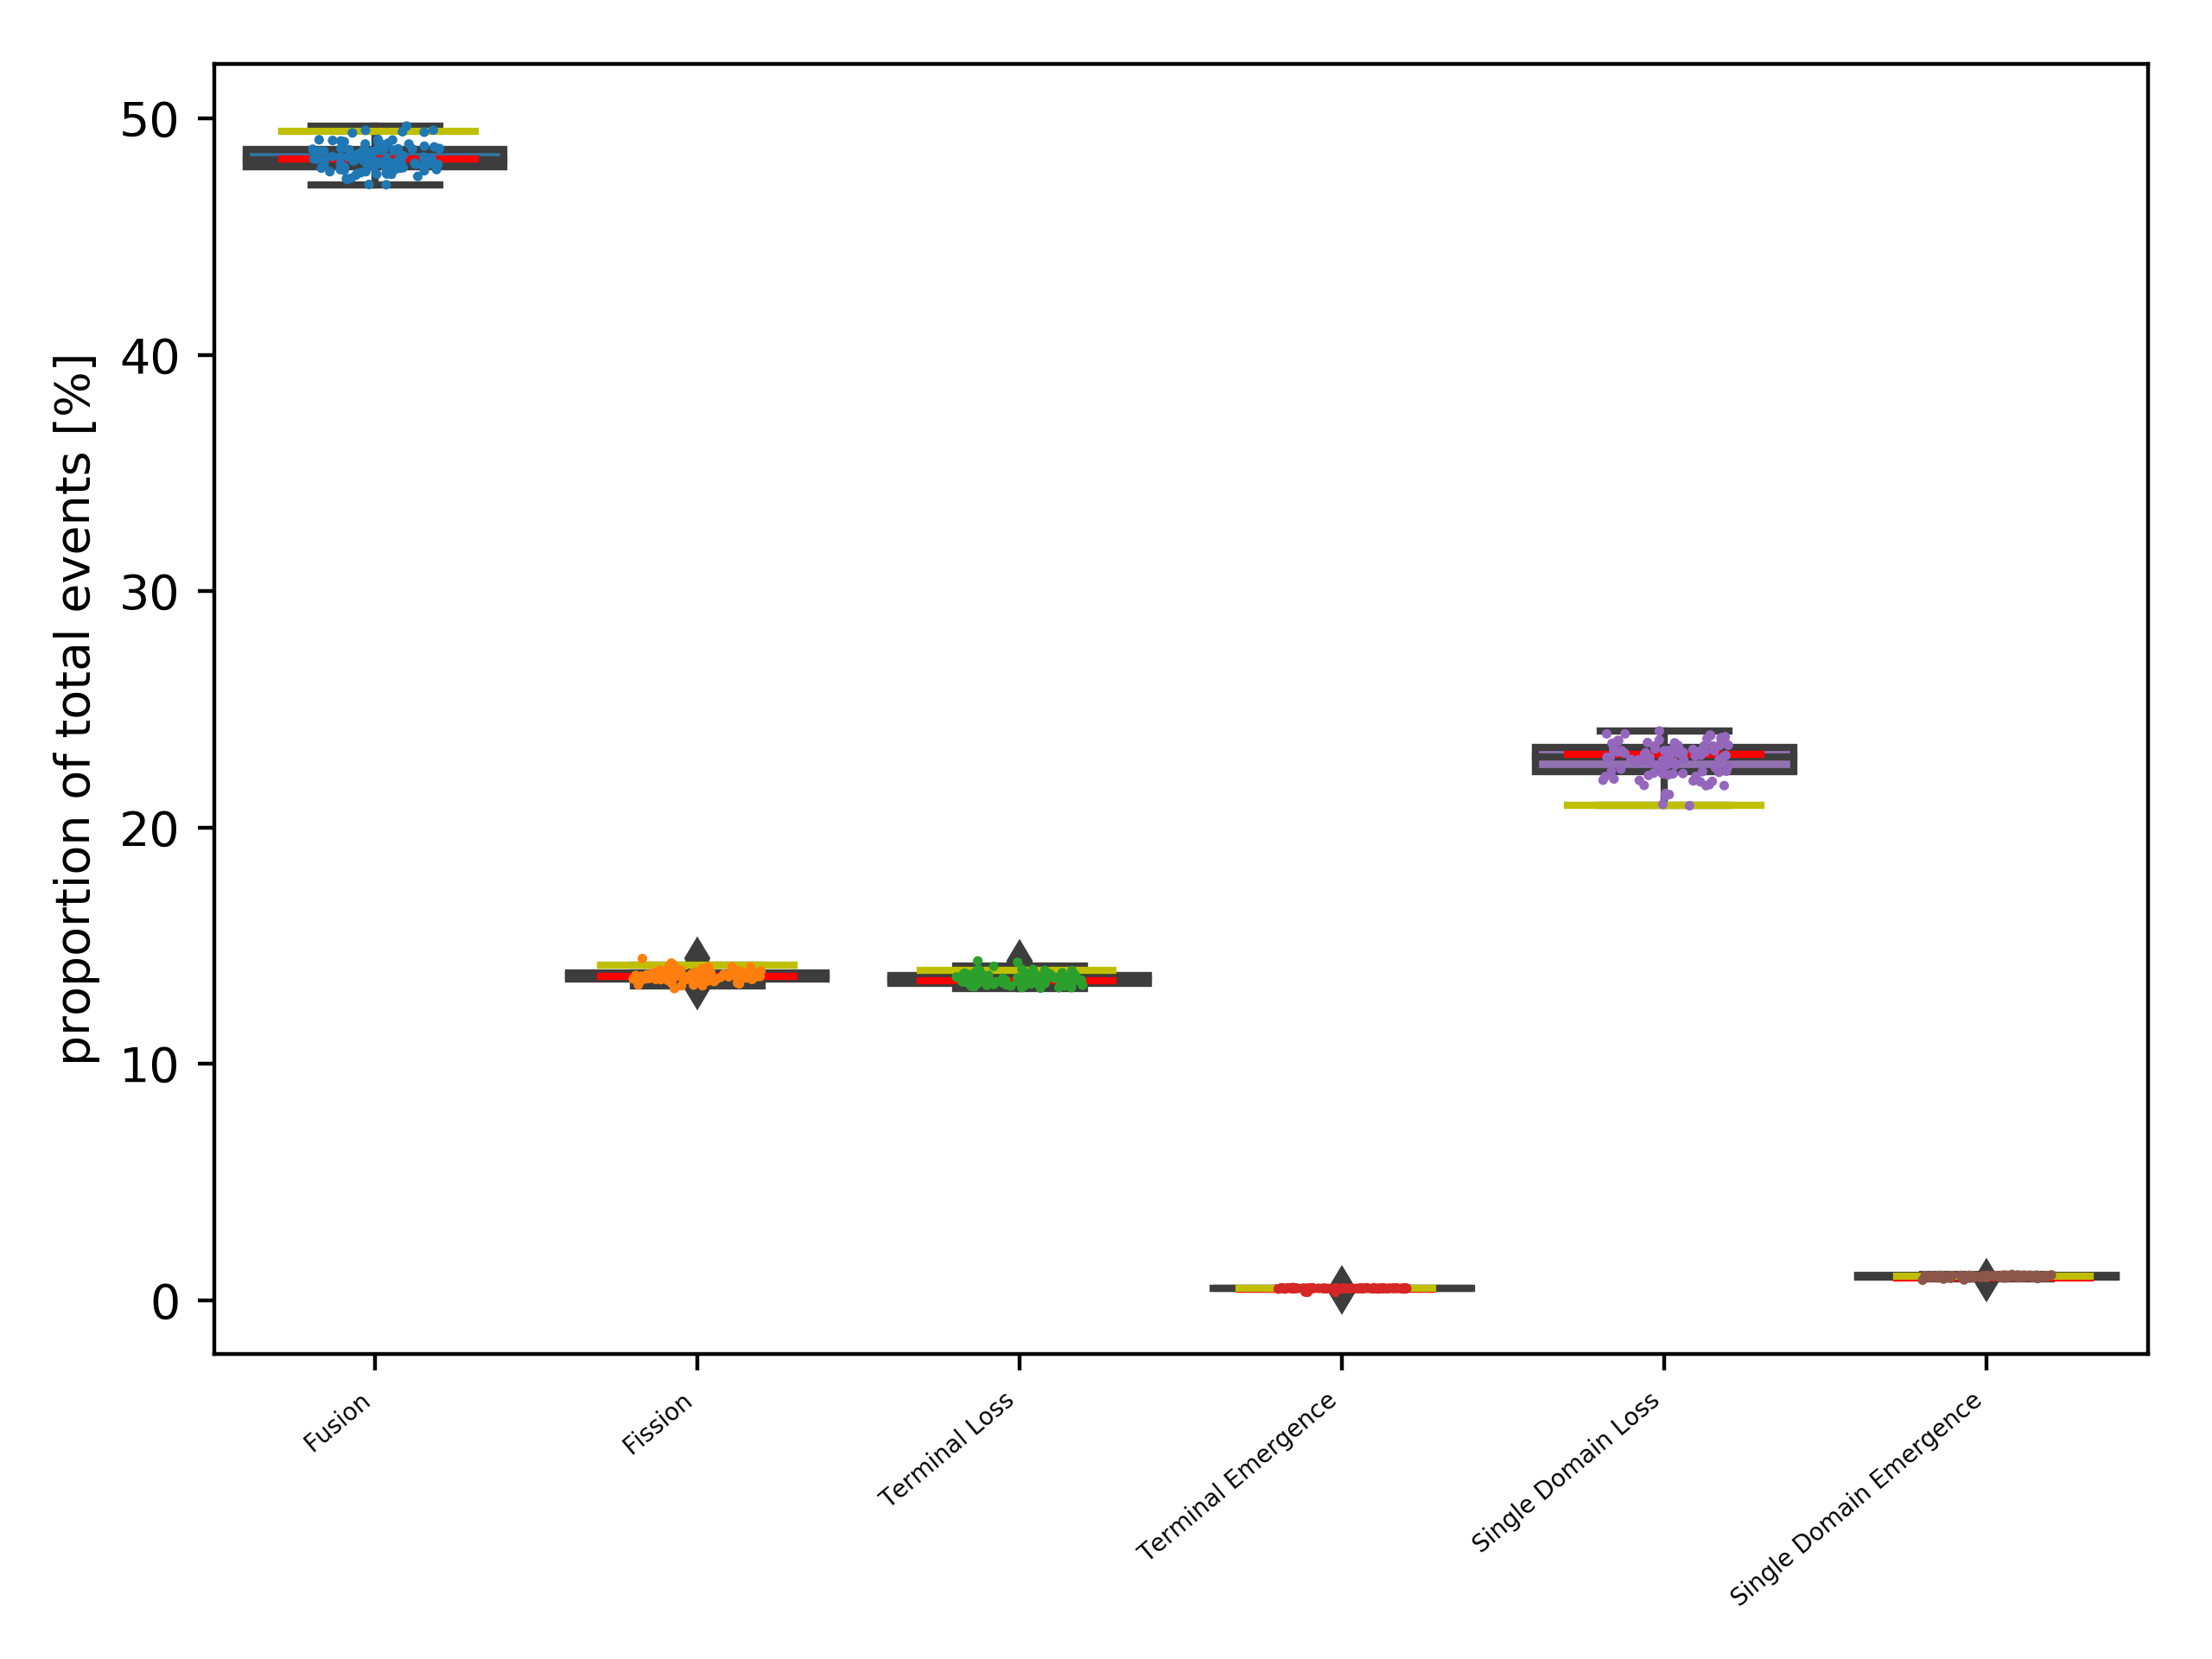 proportion of total events [%]
50
40
30
20
10
0
Fusion
Fission
Terminal Loss
Terminal Emergence
Single Domain Loss
Single Domain Emergence